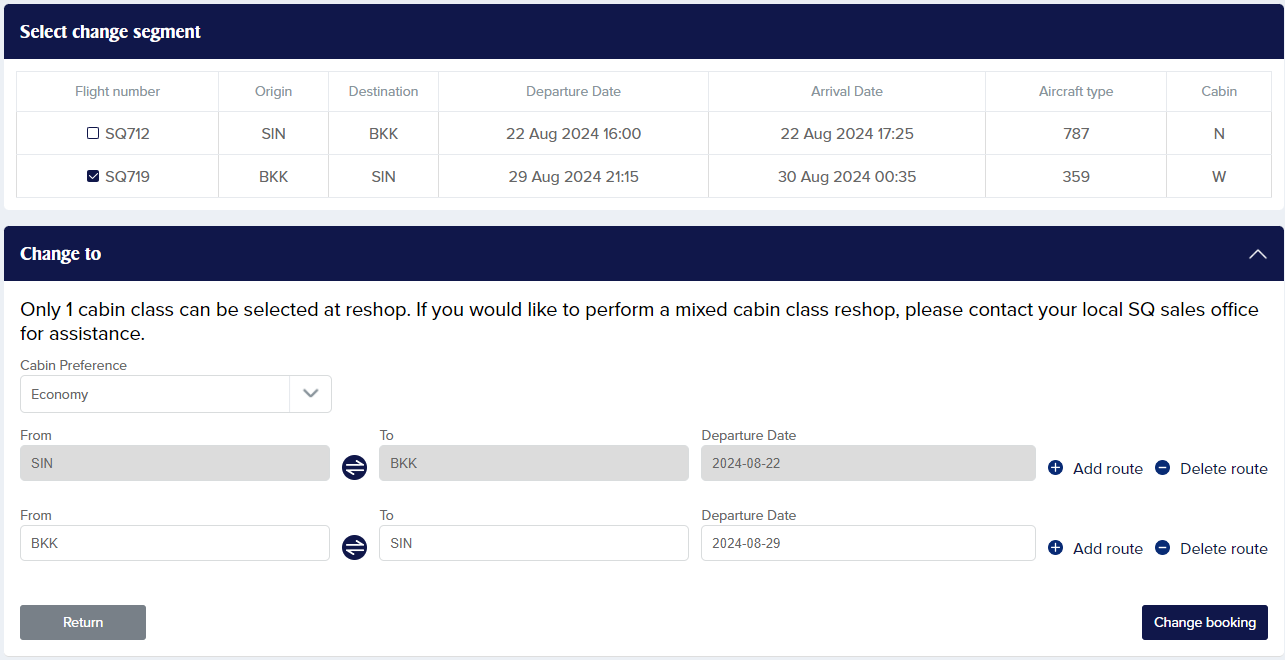 Select change segment
Flight number Origin Destination Departure Date Arrival Date Aircraft type Cabin
SQ712 SIN BKK 22 Aug 2024 16:00 22 Aug 2024 17:25 787 N
SQ719 BKK SIN 29 Aug 2024 21:15 30 Aug 2024 00:35 359 W
Change to
Only 1 cabin class can be selected at reshop. If you would like to perform a mixed cabin class reshop, please contact your local SQ sales office
for assistance.
Cabin Preference
Economy
From To Departure Date
SIN BKK 2024-08-22 Add route Delete route
From To Departure Date
BKK SIN 2024-08-29 Add route Delete route
Return Change booking